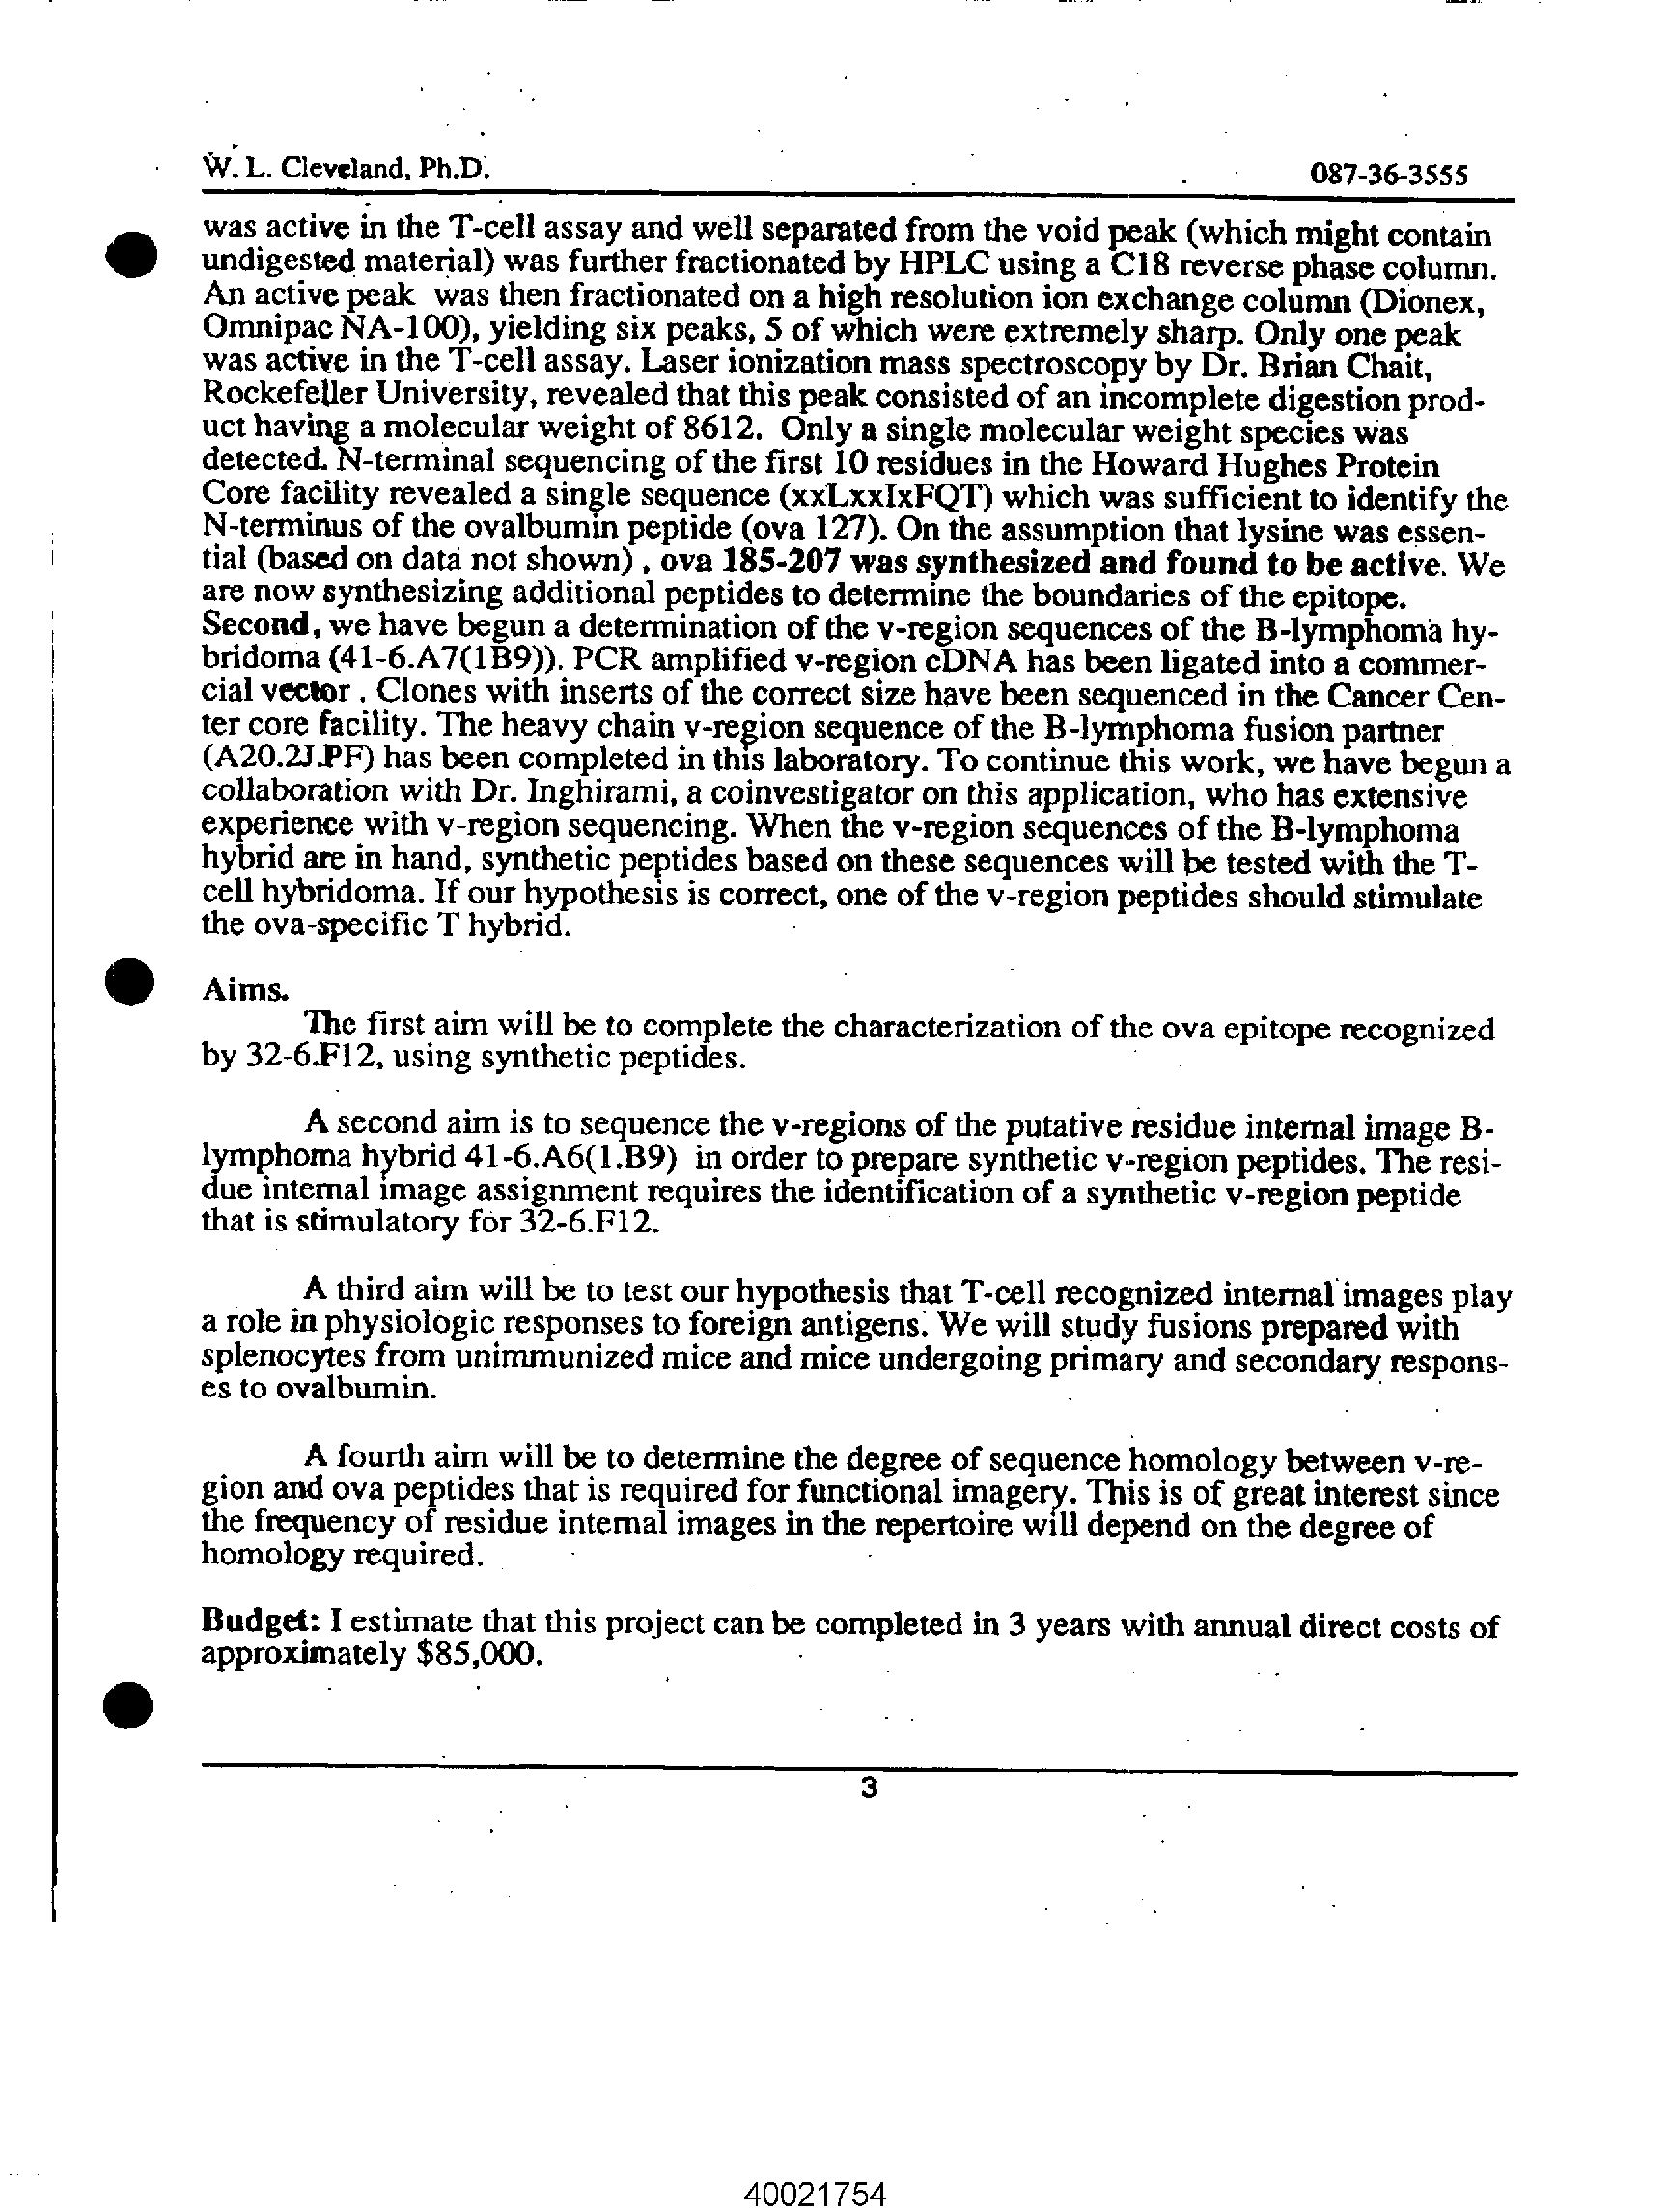 W. L. Cleveland, Ph.D. 087-36-3555
was active in the T-cell assay and well separated from the void peak (which might contain
undigested material) was further fractionated by HPLC using a C18 reverse phase column.
An active peak was then fractionated on a high resolution ion exchange column (Dionex,
Omnipac NA-100), yielding six peaks, 5 of which were extremely sharp. Only one peak
was active in the T-cell assay. Laser ionization mass spectroscopy by Dr. Brian Chait,
Rockefeller University, revealed that this peak consisted of an incomplete digestion prod-
uct having a molecular weight of 8612. Only a single molecular weight species was
detected. N-terminal sequencing of the first 10 residues in the Howard Hughes Protein
Core facility revealed a single sequence (xxLxxIxFQT) which was sufficient to identify the
N-terminus of the ovalbumin peptide (ova 127). On the assumption that lysine was essen-
tial (based on data not shown) , ova 185-207 was synthesized and found to be active. We
are now synthesizing additional peptides to determine the boundaries of the epitope.
Second, we have begun a determination of the v-region sequences of the B-lymphoma hy-
bridoma (41-6.A7(1B9)). PCR amplified v-region cDNA has been ligated into a commer-
cial vector . Clones with inserts of the correct size have been sequenced in the Cancer Cen-
ter core facility. The heavy chain v-region sequence of the B-lymphoma fusion partner
(A20.2J.PF) has been completed in this laboratory. To continue this work, we have begun a
collaboration with Dr. Inghirami, a coinvestigator on this application, who has extensive
experience with v-region sequencing. When the v-region sequences of the B-lymphoma
hybrid are in hand, synthetic peptides based on these sequences will be tested with the T-
cell hybridoma. If our hypothesis is correct, one of the v-region peptides should stimulate
the ova-specific T hybrid.
Aims.
The first aim will be to complete the characterization of the ova epitope recognized
by 32-6.F12, using synthetic peptides.
A second aim is to sequence the v-regions of the putative residue internal image B-
lymphoma hybrid 41-6.A6(1.B9) in order to prepare synthetic v-region peptides. The resi-
due internal image assignment requires the identification of a synthetic v-region peptide
that is stimulatory for 32-6.F12.
A third aim will be to test our hypothesis that T-cell recognized internal images play
a role in physiologic responses to foreign antigens. We will study fusions prepared with
splenocytes from unimmunized mice and mice undergoing primary and secondary respons-
es to ovalbumin.
A fourth aim will be to determine the degree of sequence homology between v-re-
gion and ova peptides that is required for functional imagery. This is of great interest since
the frequency of residue internal images in the repertoire will depend on the degree of
homology required.
Budget: I estimate that this project can be completed in 3 years with annual direct costs of
approximately $85,000.
3
40021754